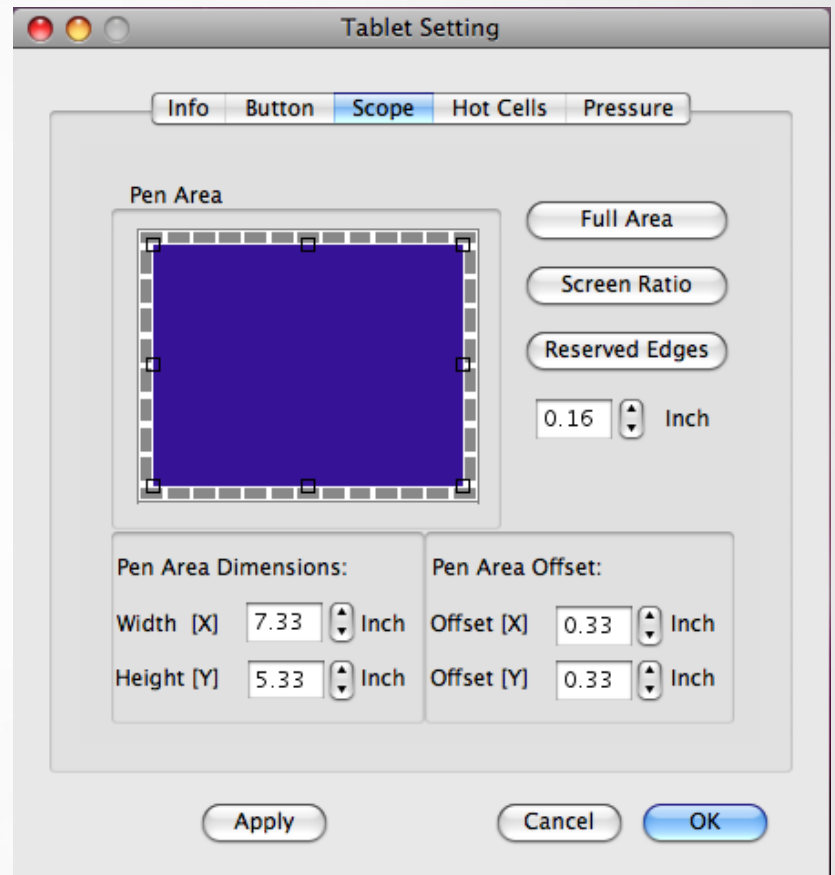 Tablet Setting
Info Button Scope Hot Cells Pressure
Pen Area
Full Area
Screen Ratio
Reserved Edges
0.16 Inch
Pen Area Dimensions:
Width [X] 7.33 Inch
Height [Y] 5.33 Inch
Pen Area Offset:
Offset [X] 0.33 Inch
Offset [Y] 0.33 Inch
Apply Cancel OK